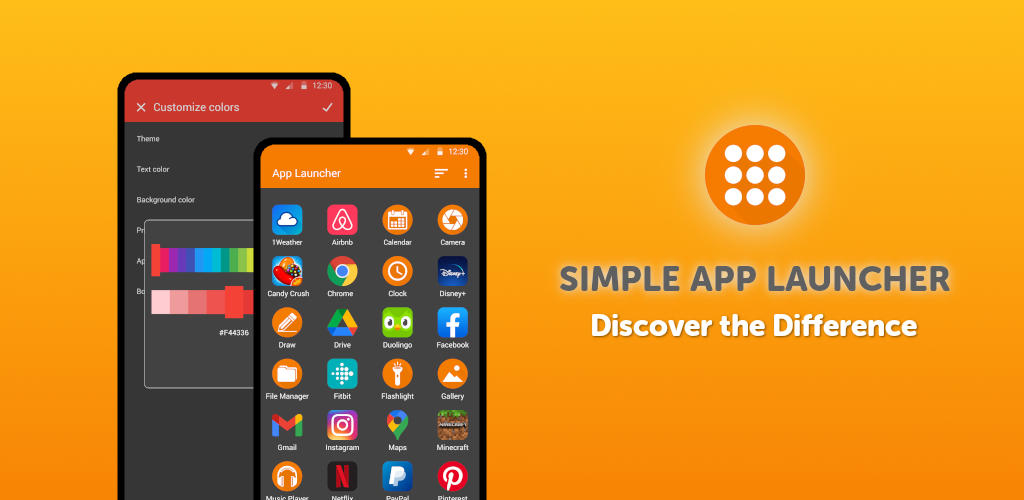 12:30
Customize colors
Theme
Text color
Background color
Pr
Ap
Bo
#F44336
12:30
App Launcher
1Weather Airbnb Calendar Camera
Disney+
Candy Crush Chrome Clock Disney+
Draw Drive Duolingo Facebook
File Manager Fitbit Flashlight Gallery
MINECRAFT
Gmail Instagram Maps Minecraft
Music Player Netflix PayPal Pinterest
SIMPLE APP LAUNCHER
Discover the Difference